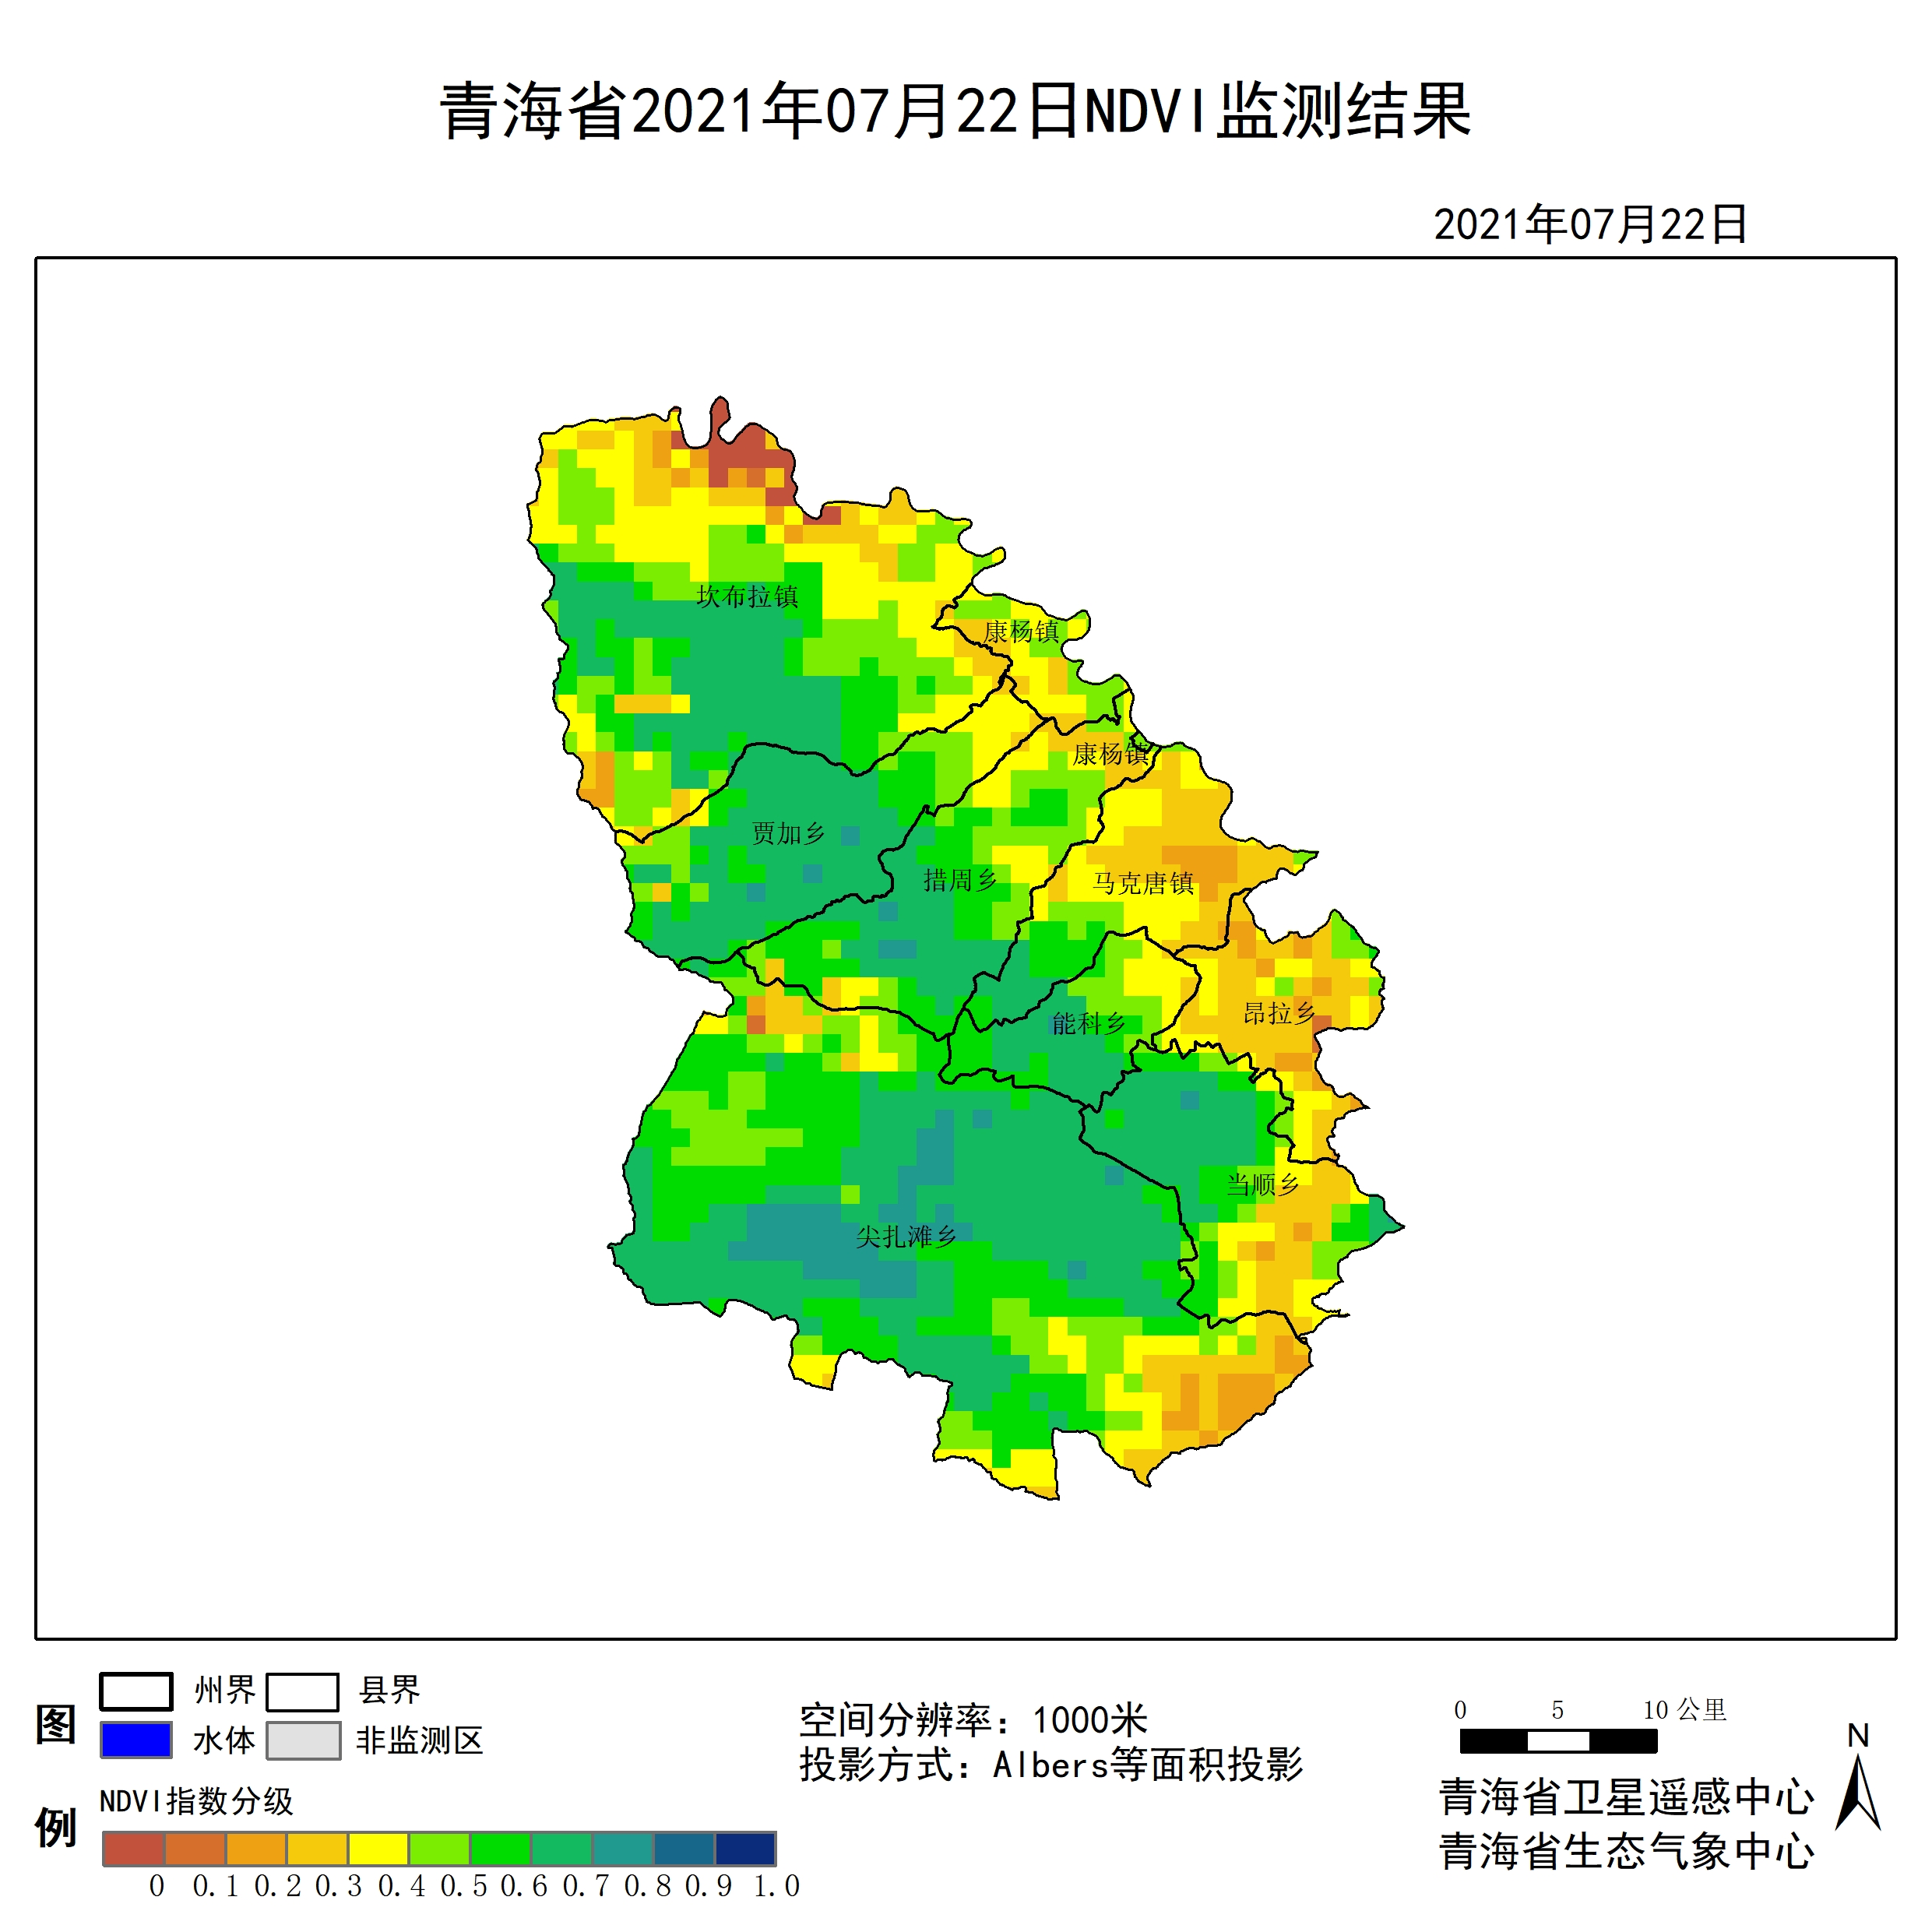 青海省2021年07月22日NDVI监测结果
2021年07月22日
坎布拉镇
康杨镇
康杨镇
贾加乡
措周乡
马克唐镇
昂拉乡
能科乡
当顺乡
尖扎滩乡
图例
州界 县界
水体 非监测区
NDVI指数分级
0 0.1 0.2 0.3 0.4 0.5 0.6 0.7 0.8 0.9 1.0
空间分辨率：1000米
投影方式：Albers等面积投影
0 5 10 公里
N
青海省卫星遥感中心
青海省生态气象中心